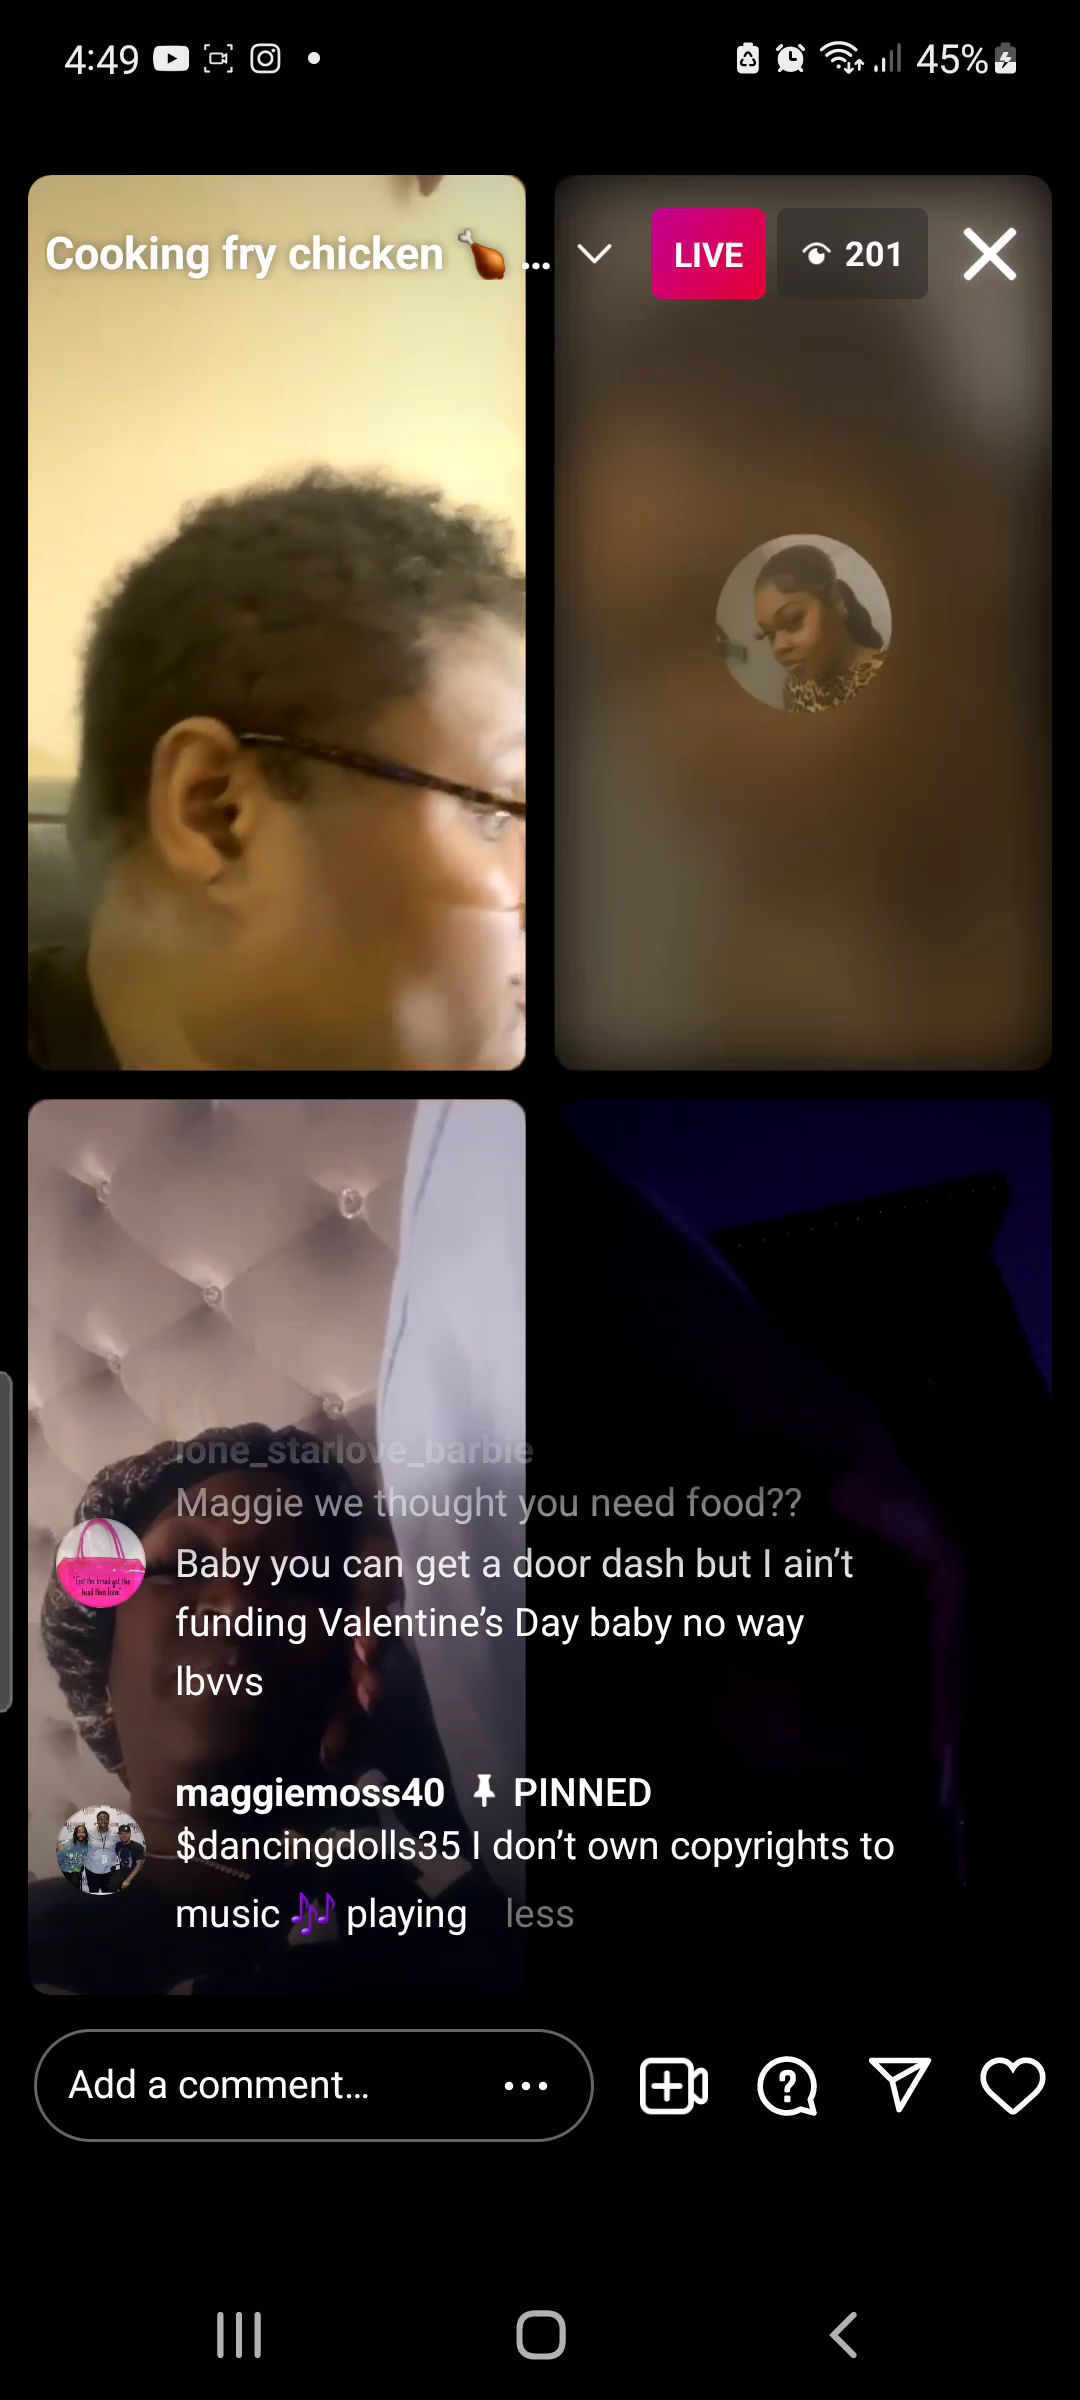 4:49
45%
Cooking fry chicken 🍗 ...
LIVE
201
lone_starlove_barbie
Maggie we thought you need food??
Baby you can get a door dash but I ain’t
funding Valentine’s Day baby no way
lbvvs
maggiemoss40 PINNED
$dancingdolls35 I don’t own copyrights to
music 🎶 playing less
Add a comment...